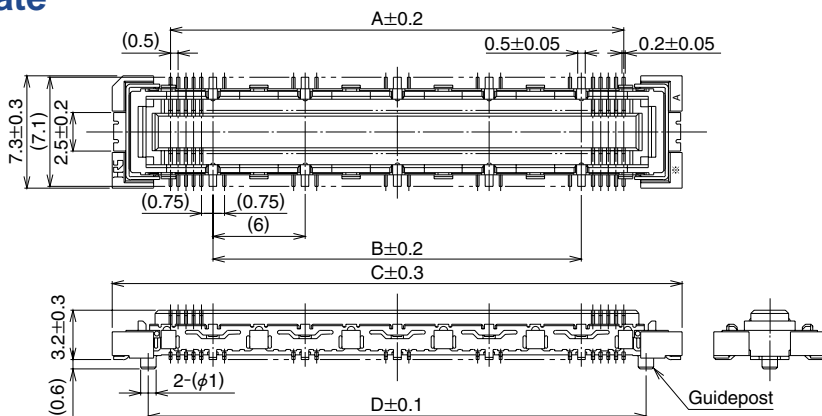 ate
A±0.2
(0.5)
0.5±0.05
0.2±0.05
7.3±0.3
(7.1)
2.5±0.2
A
※
(0.75)
(0.75)
(6)
B±0.2
C±0.3
3.2±0.3
(0.6)
2-(φ1)
D±0.1
Guidepost